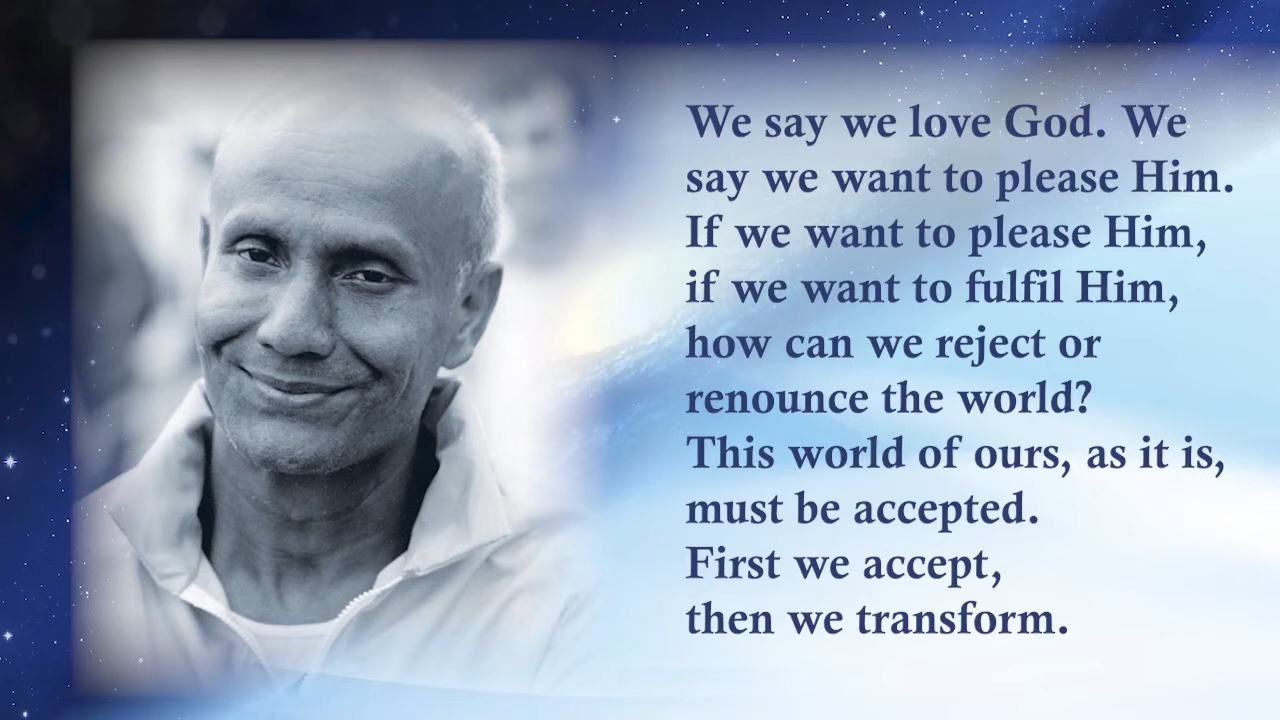 We say we love God. We
say we want to please Him.
If we want to please Him,
if we want to fulfil Him,
how can we reject or
renounce the world?
This world of ours, as it is,
must be accepted.
First we accept,
then we transform.